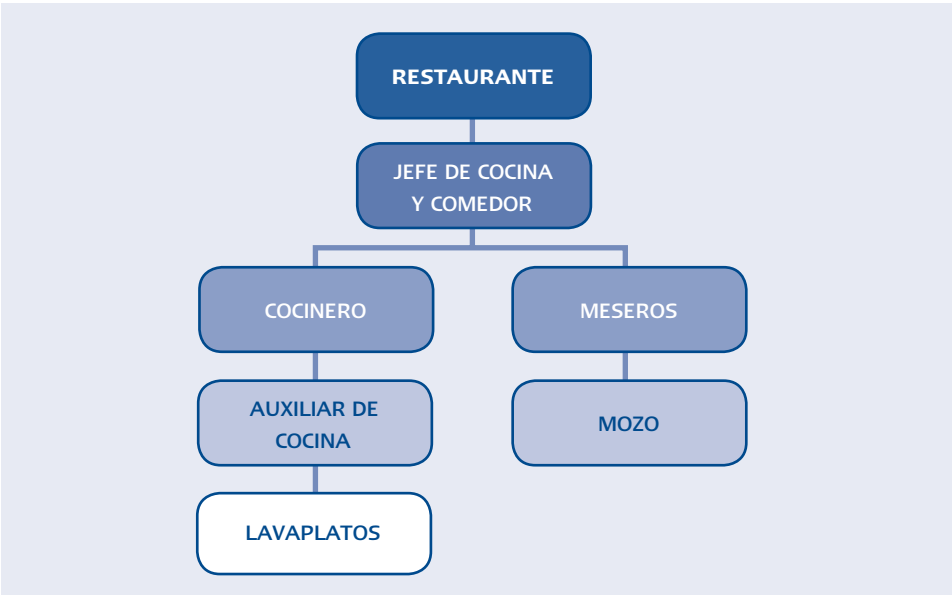 RESTAURANTE
JEFE DE COCINA
Y COMEDOR
COCINERO
MESEROS
AUXILIAR DE
COCINA
MOZO
LAVAPLATOS